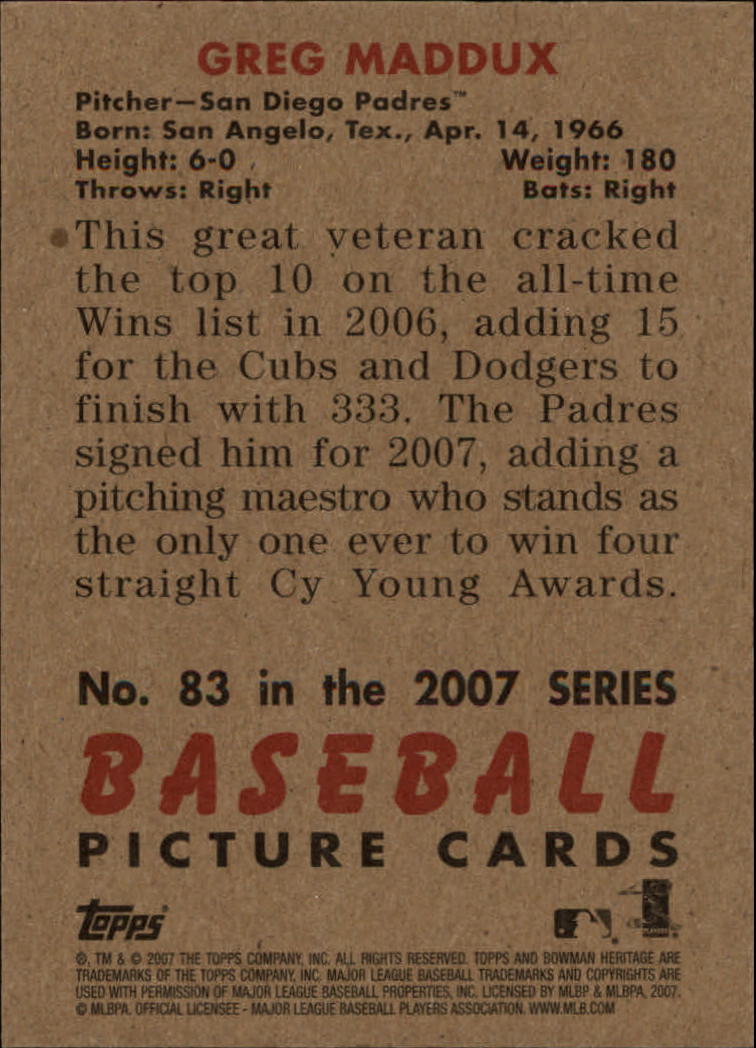 GREG MADDUX
Pitcher—San Diego Padres™
Born: San Angelo, Tex., Apr. 14, 1966
Height: 6-0 Weight: 180
Throws: Right Bats: Right
This great veteran cracked
the top 10 on the all-time
Wins list in 2006, adding 15
for the Cubs and Dodgers to
finish with 333. The Padres
signed him for 2007, adding a
pitching maestro who stands as
the only one ever to win four
straight Cy Young Awards.
No. 83 in the 2007 SERIES
BASEBALL
PICTURE CARDS
Topps
®, TM & © 2007 THE TOPPS COMPANY, INC. ALL RIGHTS RESERVED. TOPPS AND BOWMAN HERITAGE ARE
TRADEMARKS OF THE TOPPS COMPANY, INC. MAJOR LEAGUE BASEBALL TRADEMARKS AND COPYRIGHTS ARE
USED WITH PERMISSION OF MAJOR LEAGUE BASEBALL PROPERTIES, INC. LICENSED BY MLBP & MLBPA, 2007.
© MLBPA. OFFICIAL LICENSEE - MAJOR LEAGUE BASEBALL PLAYERS ASSOCIATION. WWW.MLB.COM